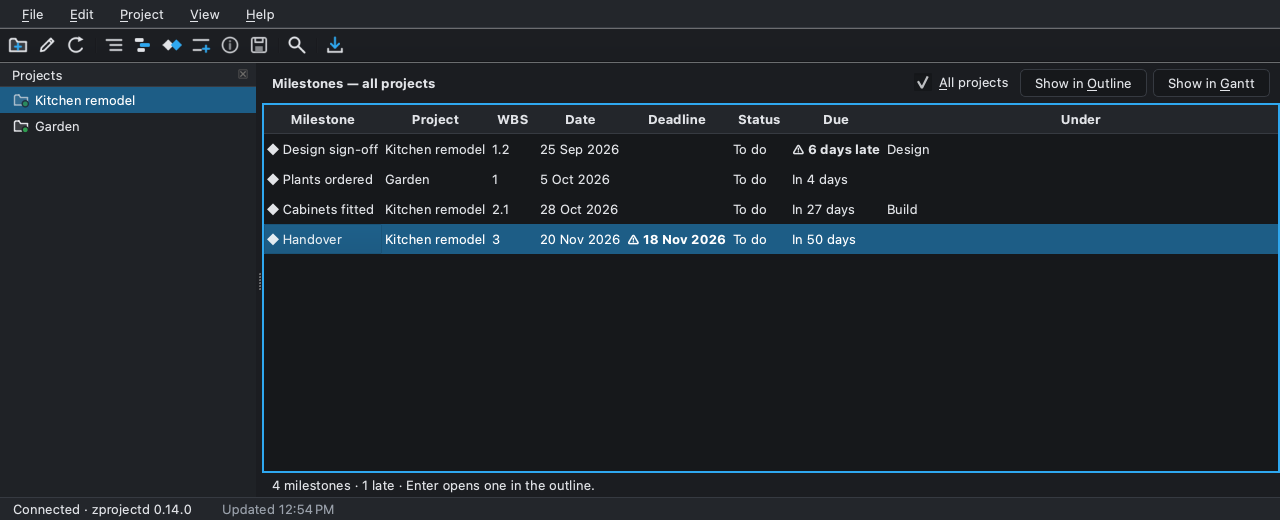 File Edit Project View Help
Projects
Kitchen remodel
Garden
Milestones — all projects
All projects
Show in Outline
Show in Gantt
Milestone Project WBS Date Deadline Status Due Under
Design sign-off Kitchen remodel 1.2 25 Sep 2026 To do ⚠ 6 days late Design
Plants ordered Garden 1 5 Oct 2026 To do In 4 days
Cabinets fitted Kitchen remodel 2.1 28 Oct 2026 To do In 27 days Build
Handover Kitchen remodel 3 20 Nov 2026 ⚠ 18 Nov 2026 To do In 50 days
4 milestones · 1 late · Enter opens one in the outline.
Connected · zprojectd 0.14.0 Updated 12:54 PM